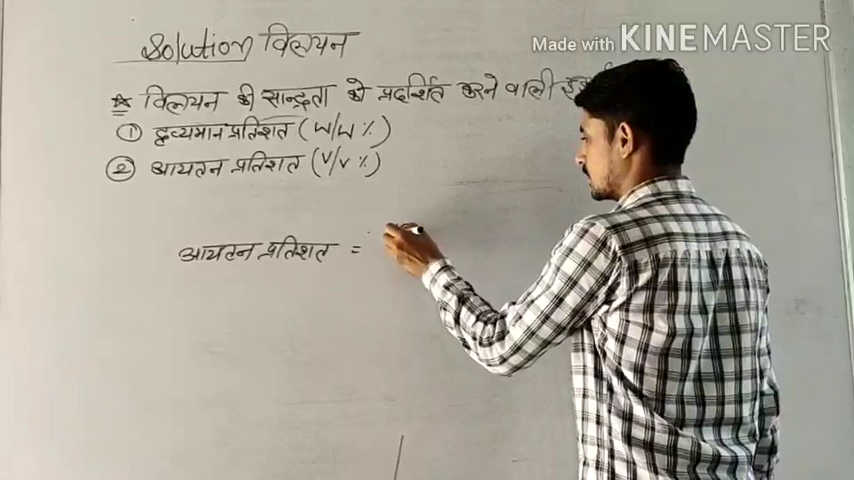 Made with KINEMASTER
Solution विलयन
* विलयन की सान्द्रता को प्रदर्शित करने वाली
① द्रव्यमान प्रतिशत (W/W %)
② आयतन प्रतिशत (V/V %)
आयतन प्रतिशत =